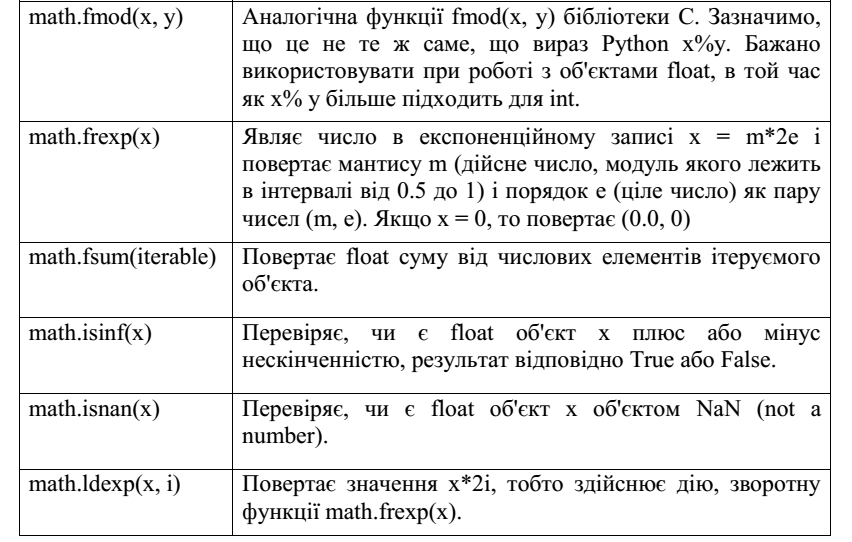 math.fmod(x, y)
Аналогічна функції fmod(x, y) бібліотеки C. Зазначимо,
що це не те ж саме, що вираз Python x%y. Бажано
використовувати при роботі з об'єктами float, в той час
як x% y більше підходить для int.
math.frexp(x)
Являє число в експоненційному записі x = m*2e і
повертає мантису m (дійсне число, модуль якого лежить
в інтервалі від 0.5 до 1) і порядок e (ціле число) як пару
чисел (m, e). Якщо x = 0, то повертає (0.0, 0)
math.fsum(iterable)
Повертає float суму від числових елементів ітеруємого
об'єкта.
math.isinf(x)
Перевіряє, чи є float об'єкт x плюс або мінус
нескінченністю, результат відповідно True або False.
math.isnan(x)
Перевіряє, чи є float об'єкт x об'єктом NaN (not a
number).
math.ldexp(x, i)
Повертає значення x*2i, тобто здійснює дію, зворотну
функції math.frexp(x).